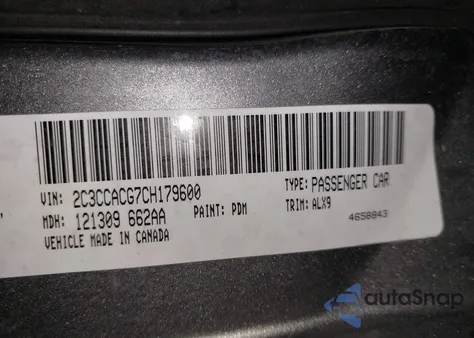 VIN: 2C3CCACG7CH179600 TYPE: PASSENGER CAR
MDH: 121309 662AA PAINT: PDM TRIM: ALX9
VEHICLE MADE IN CANADA 4658843
autoSnap